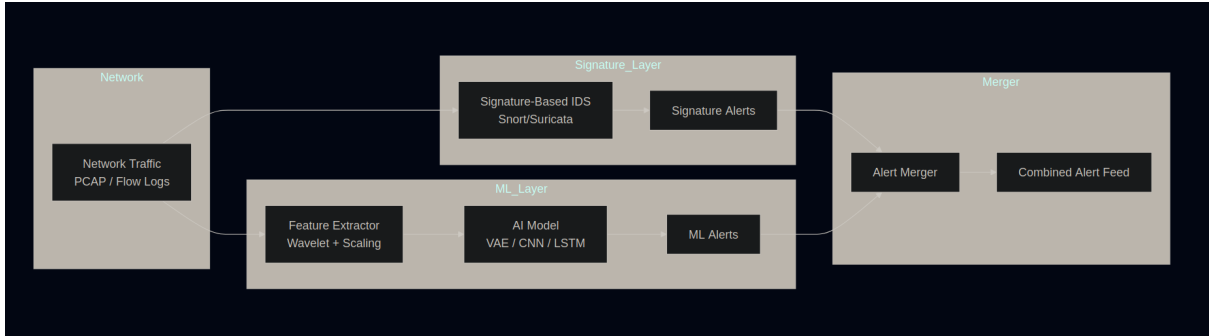 Network
Network Traffic
PCAP / Flow Logs
Signature_Layer
Signature-Based IDS
Snort/Suricata
Signature Alerts
ML_Layer
Feature Extractor
Wavelet + Scaling
AI Model
VAE / CNN / LSTM
ML Alerts
Merger
Alert Merger
Combined Alert Feed